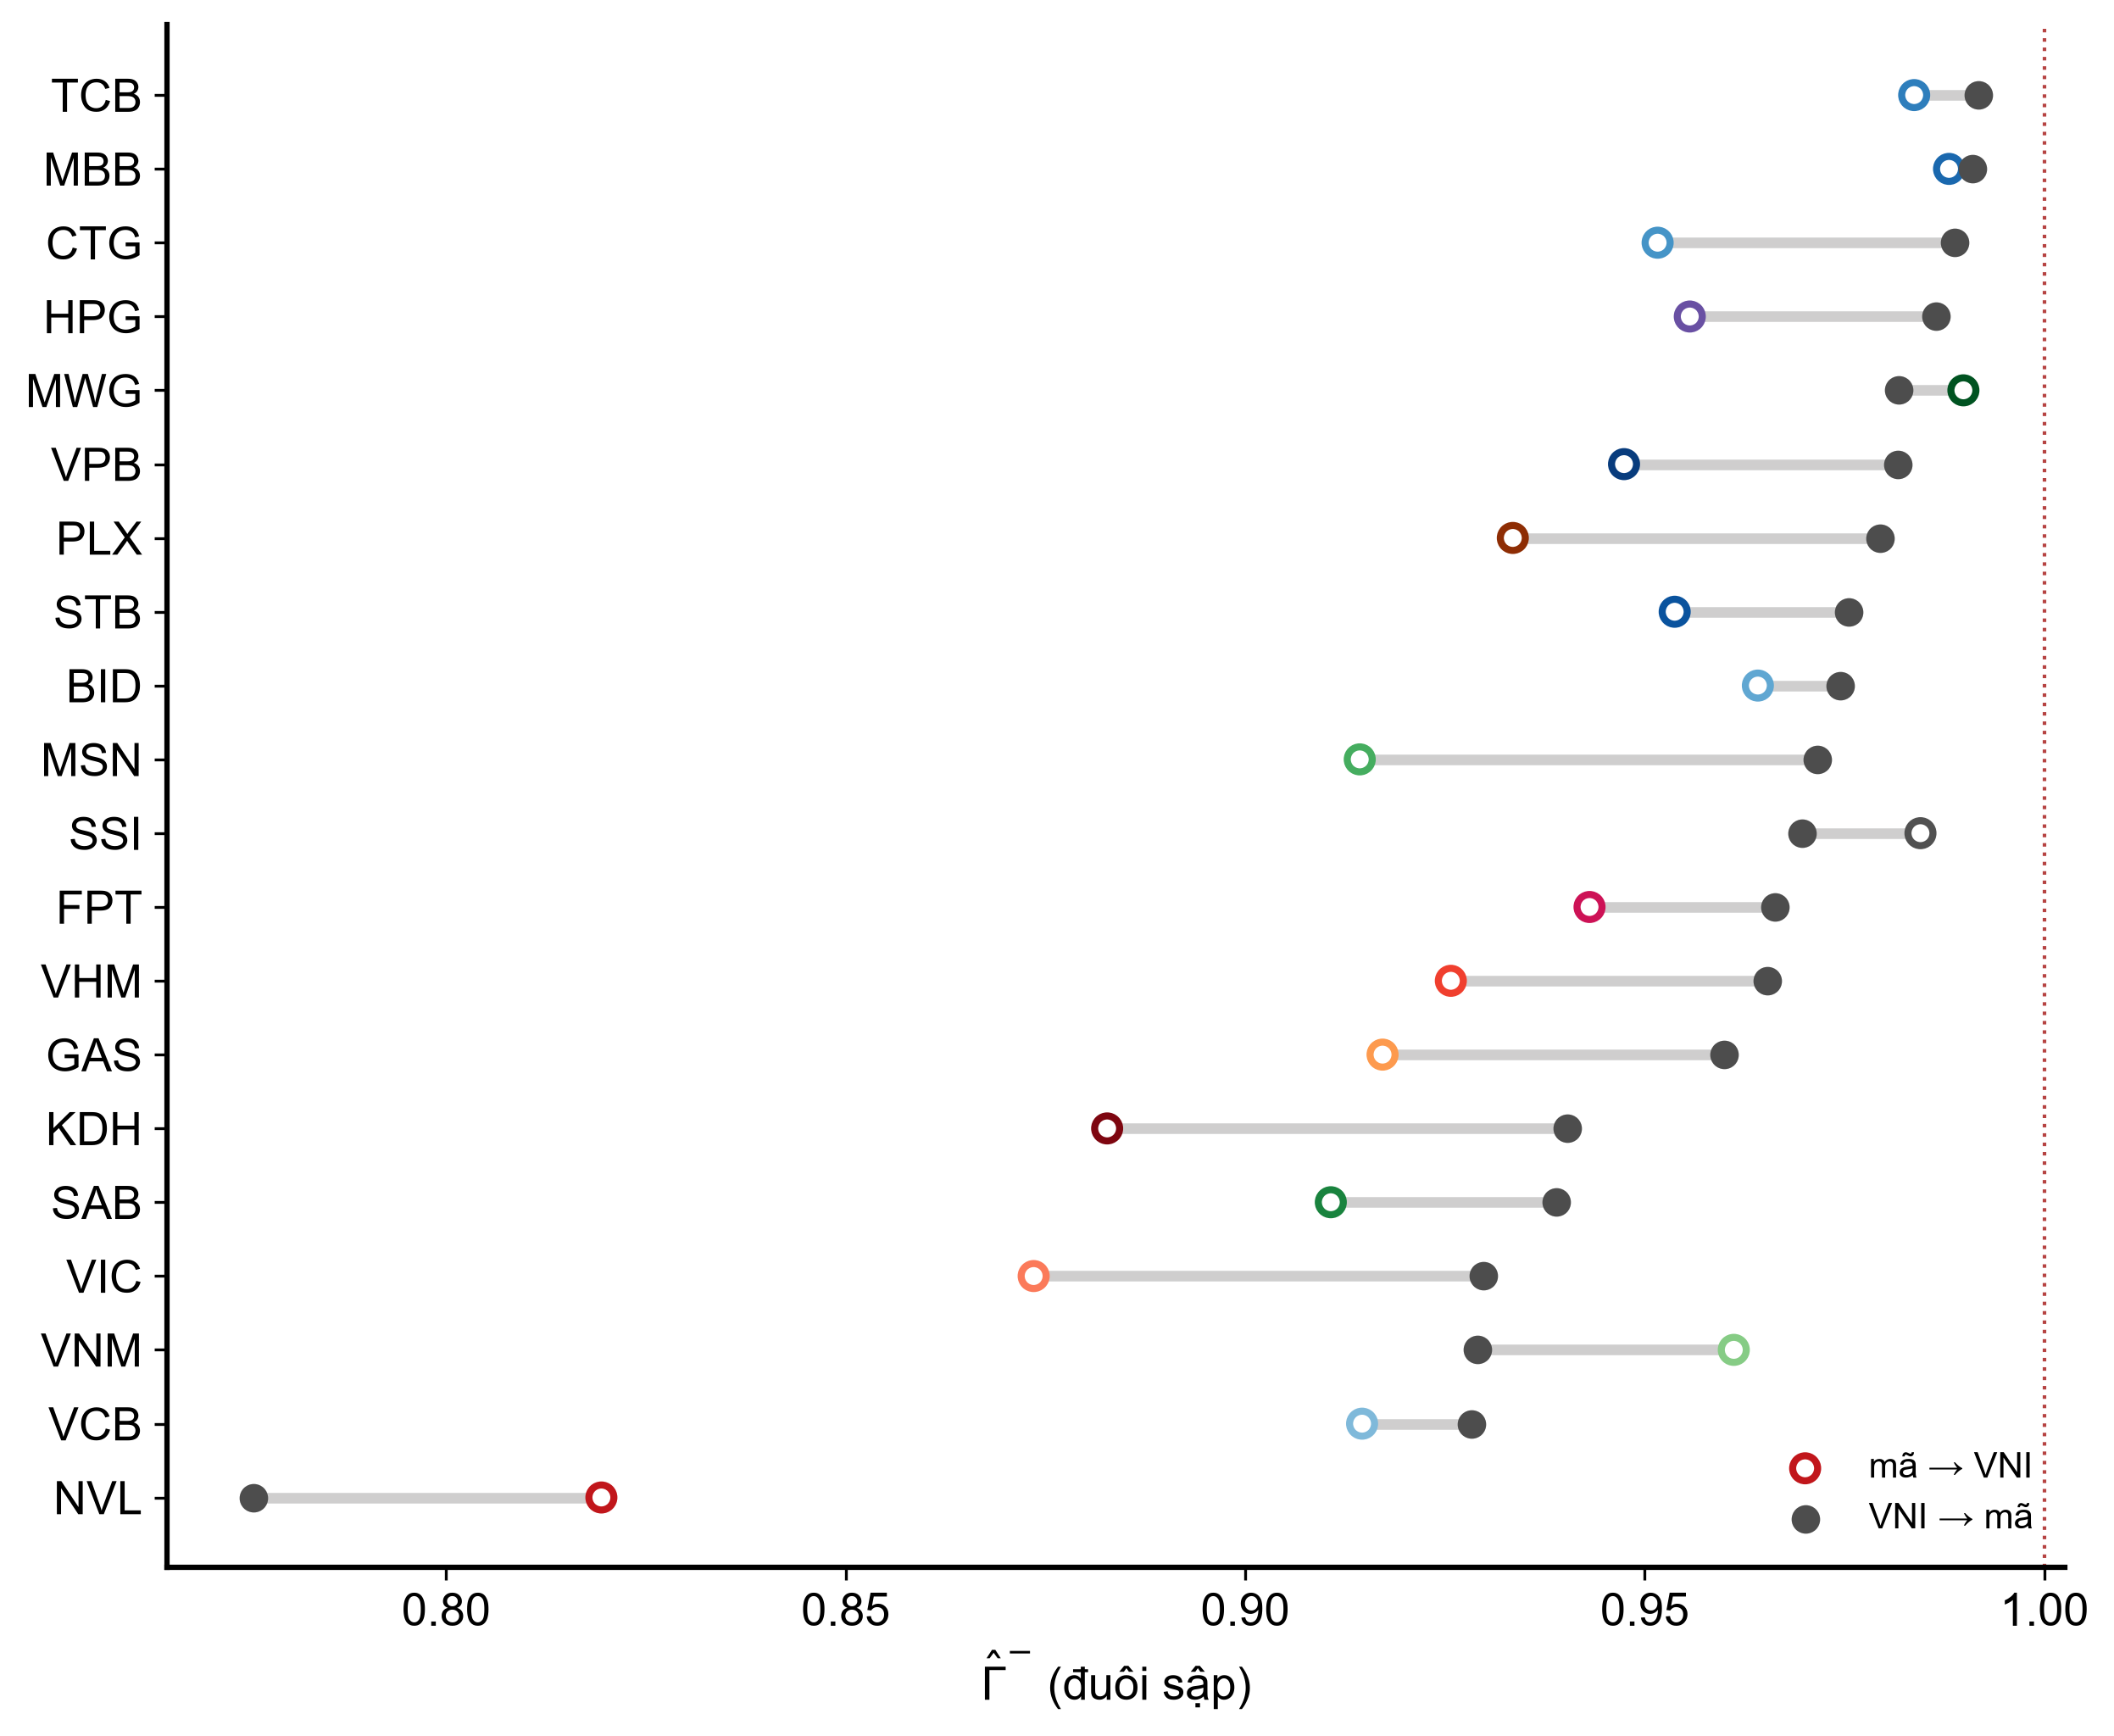 TCB
MBB
CTG
HPG
MWG
VPB
PLX
STB
BID
MSN
SSI
FPT
VHM
GAS
KDH
SAB
VIC
VNM
VCB
NVL
mã → VNI
VNI → mã
0.80 0.85 0.90 0.95 1.00
Γ̂⁻ (đuôi sập)